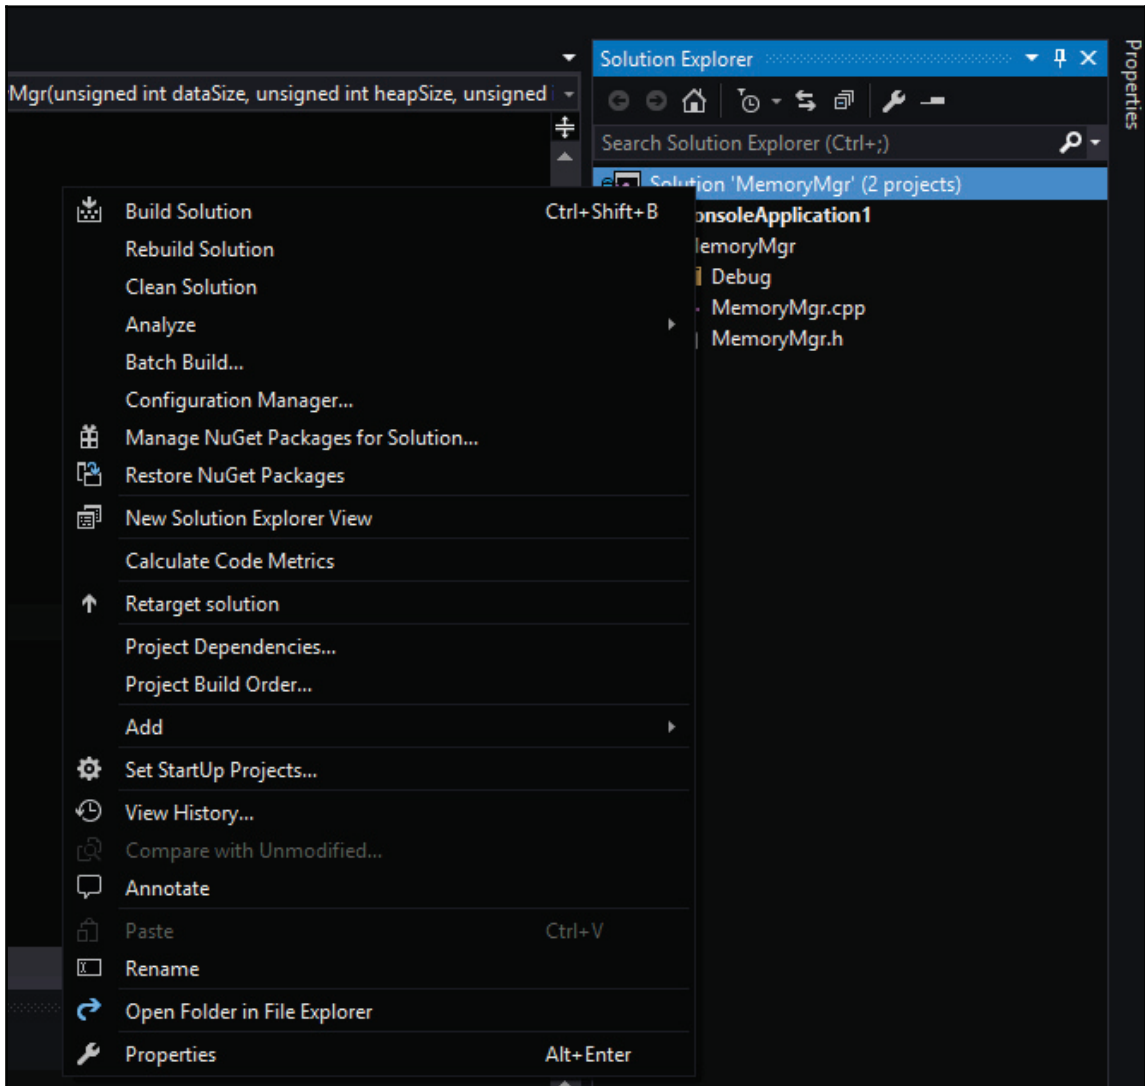 Solution Explorer
Properties
Mgr(unsigned int dataSize, unsigned int heapSize, unsigned i
Search Solution Explorer (Ctrl+;)
Solution 'MemoryMgr' (2 projects)
Build Solution Ctrl+Shift+B
onsoleApplication1
Rebuild Solution
lemoryMgr
Clean Solution
Debug
MemoryMgr.cpp
Analyze
MemoryMgr.h
Batch Build...
Configuration Manager...
Manage NuGet Packages for Solution...
Restore NuGet Packages
New Solution Explorer View
Calculate Code Metrics
Retarget solution
Project Dependencies...
Project Build Order...
Add
Set StartUp Projects...
View History...
Compare with Unmodified...
Annotate
Paste Ctrl+V
Rename
Open Folder in File Explorer
Properties Alt+Enter